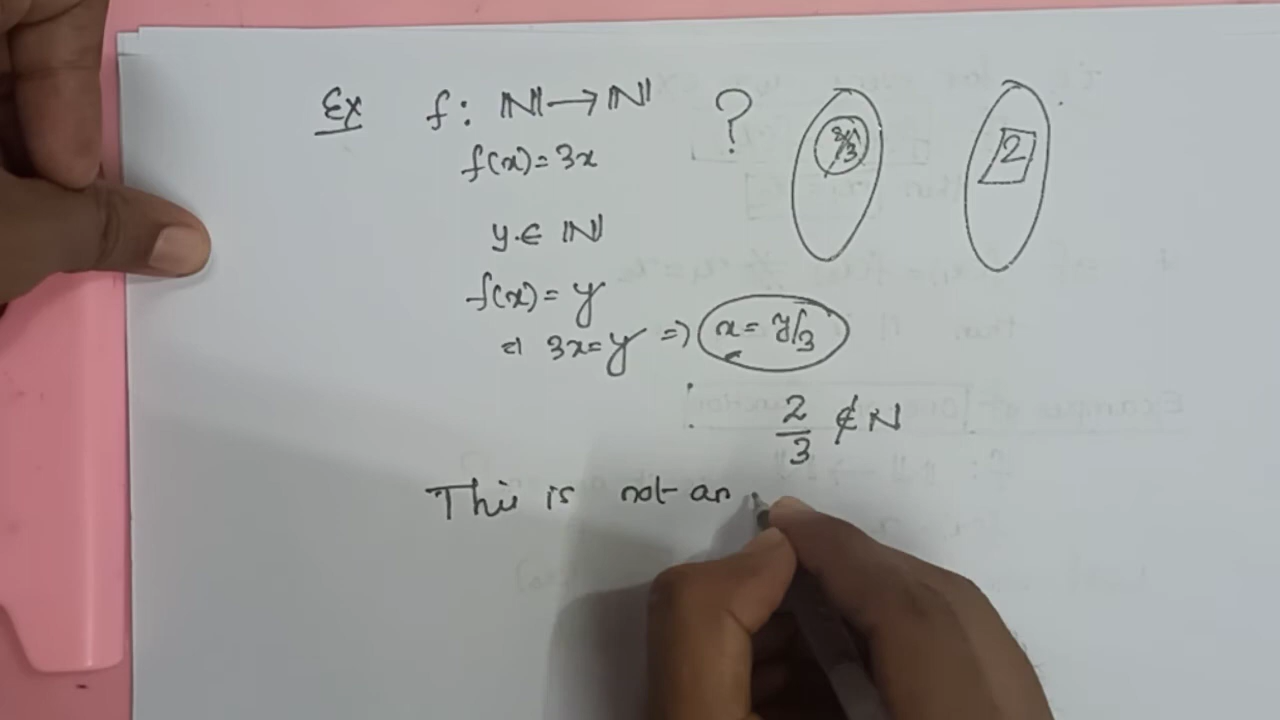 Ex f: ℕ→ℕ ?
f(x)=3x
y∈ ℕ
f(x)= y
⇒ 3x=y ⇒ x= y/3
2/3 ∉ N
This is not an
2